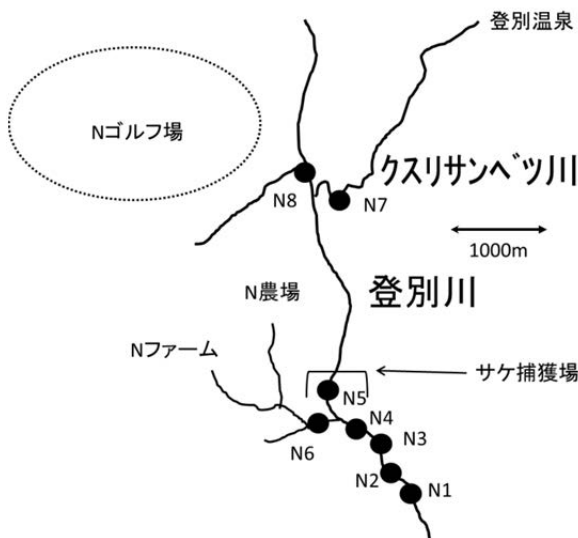 登別温泉
Nゴルフ場
クスリサンベツ川
N8
N7
1000m
N農場
登別川
Nファーム
サケ捕獲場
N5
N4
N3
N6
N2
N1